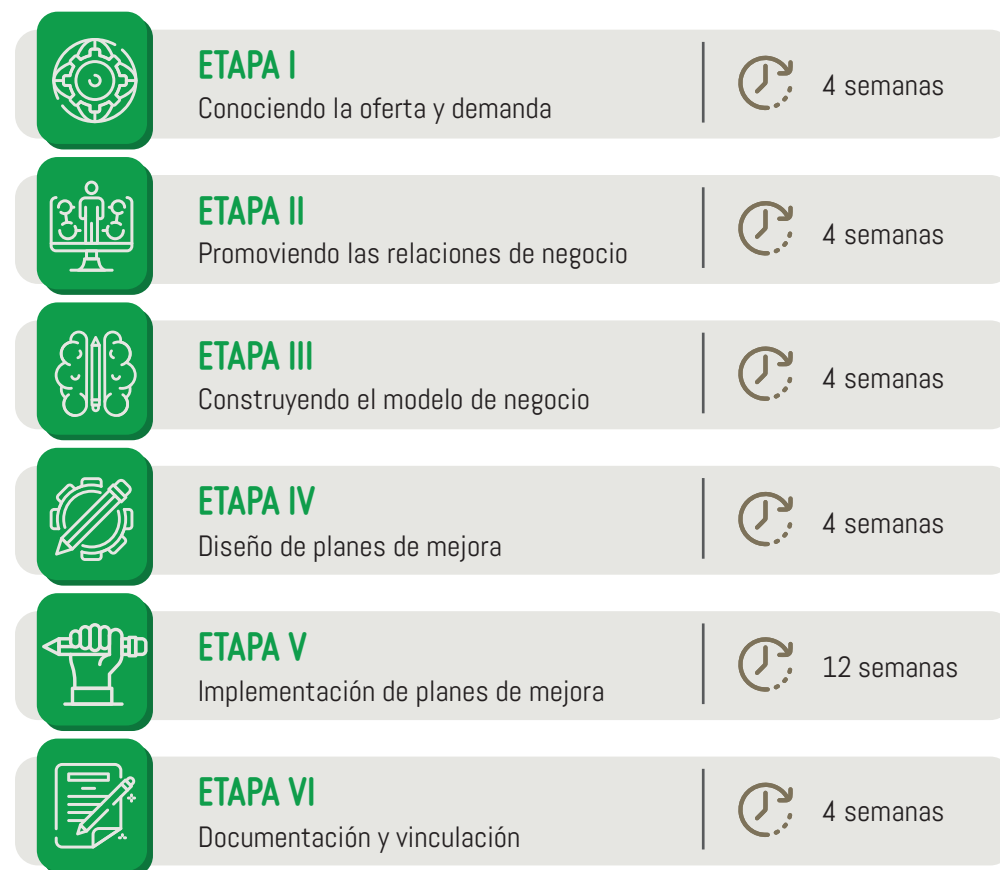 ETAPA I
Conociendo la oferta y demanda
4 semanas
ETAPA II
Promoviendo las relaciones de negocio
4 semanas
ETAPA III
Construyendo el modelo de negocio
4 semanas
ETAPA IV
Diseño de planes de mejora
4 semanas
ETAPA V
Implementación de planes de mejora
12 semanas
ETAPA VI
Documentación y vinculación
4 semanas